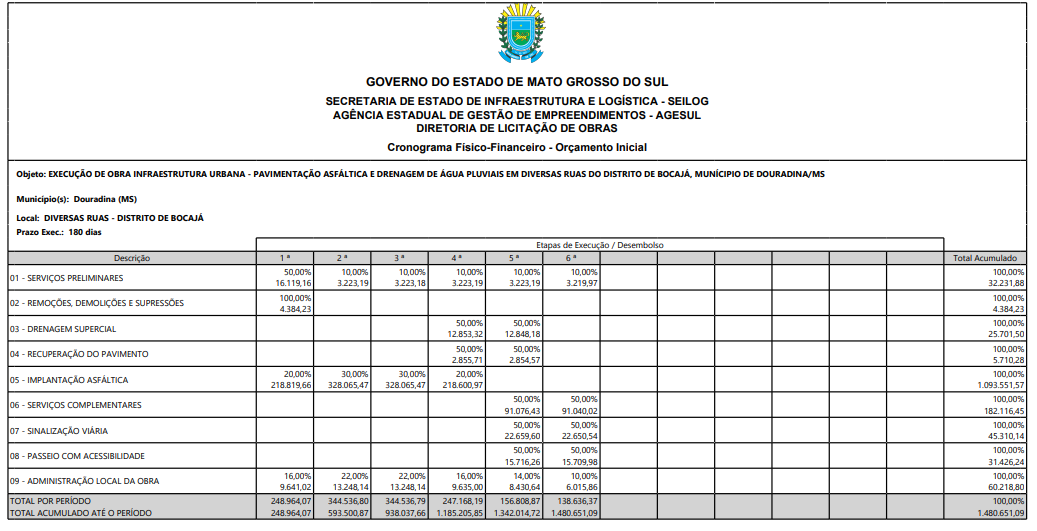 GOVERNO DO ESTADO DE MATO GROSSO DO SUL
SECRETARIA DE ESTADO DE INFRAESTRUTURA E LOGÍSTICA - SEILOG
AGÊNCIA ESTADUAL DE GESTÃO DE EMPREENDIMENTOS - AGESUL
DIRETORIA DE LICITAÇÃO DE OBRAS
Cronograma Físico-Financeiro - Orçamento Inicial
Objeto: EXECUÇÃO DE OBRA INFRAESTRUTURA URBANA - PAVIMENTAÇÃO ASFÁLTICA E DRENAGEM DE ÁGUA PLUVIAIS EM DIVERSAS RUAS DO DISTRITO DE BOCAJÁ, MUNÍCIPIO DE DOURADINA/MS
Município(s): Douradina (MS)
Local: DIVERSAS RUAS - DISTRITO DE BOCAJÁ
Prazo Exec.: 180 dias
Etapas de Execução / Desembolso
Descrição 1 ª 2 ª 3 ª 4 ª 5 ª 6 ª Total Acumulado
50,00% 10,00% 10,00% 10,00% 10,00% 10,00% 100,00%
01 - SERVIÇOS PRELIMINARES
16.119,16 3.223,19 3.223,18 3.223,19 3.223,19 3.219,97 32.231,88
100,00% 100,00%
02 - REMOÇÕES, DEMOLIÇÕES E SUPRESSÕES
4.384,23 4.384,23
50,00% 50,00% 100,00%
03 - DRENAGEM SUPERCIAL
12.853,32 12.848,18 25.701,50
50,00% 50,00% 100,00%
04 - RECUPERAÇÃO DO PAVIMENTO
2.855,71 2.854,57 5.710,28
20,00% 30,00% 30,00% 20,00% 100,00%
05 - IMPLANTAÇÃO ASFÁLTICA
218.819,66 328.065,47 328.065,47 218.600,97 1.093.551,57
50,00% 50,00% 100,00%
06 - SERVIÇOS COMPLEMENTARES
91.076,43 91.040,02 182.116,45
50,00% 50,00% 100,00%
07 - SINALIZAÇÃO VIÁRIA
22.659,60 22.650,54 45.310,14
50,00% 50,00% 100,00%
08 - PASSEIO COM ACESSIBILIDADE
15.716,26 15.709,98 31.426,24
16,00% 22,00% 22,00% 16,00% 14,00% 10,00% 100,00%
09 - ADMINISTRAÇÃO LOCAL DA OBRA
9.641,02 13.248,14 13.248,14 9.635,00 8.430,64 6.015,86 60.218,80
TOTAL POR PERÍODO 248.964,07 344.536,80 344.536,79 247.168,19 156.808,87 138.636,37
TOTAL ACUMULADO ATÉ O PERÍODO 248.964,07 593.500,87 938.037,66 1.185.205,85 1.342.014,72 1.480.651,09 1.480.651,09